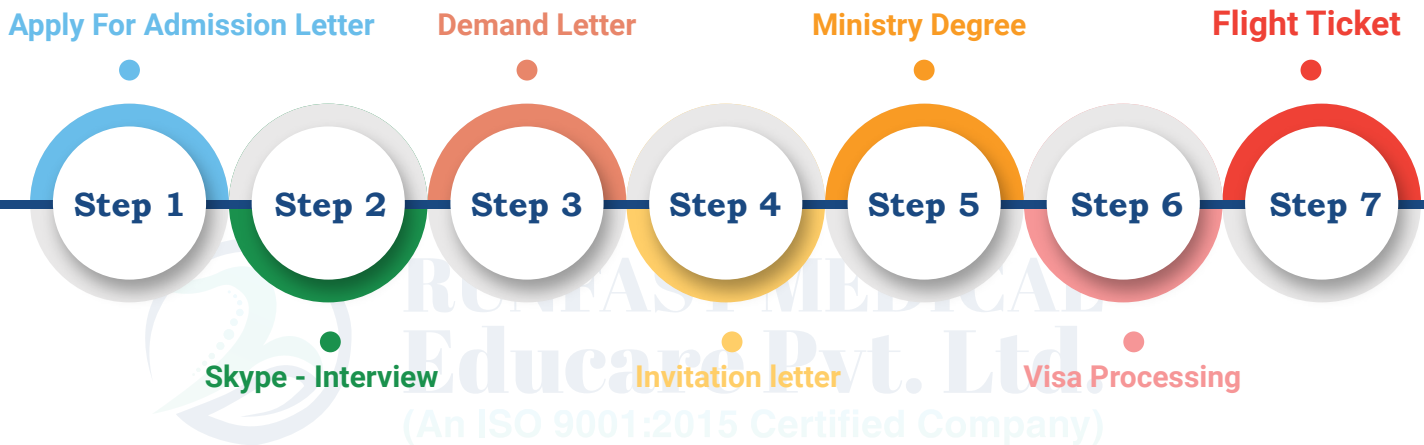 Apply For Admission Letter
Demand Letter
Ministry Degree
Flight Ticket
Step 1
Step 2
Step 3
Step 4
Step 5
Step 6
Step 7
RUNFAST MEDICAL
Educare Pvt. Ltd.
Skype - Interview
Invitation letter
Visa Processing
(An ISO 9001:2015 Certified Company)